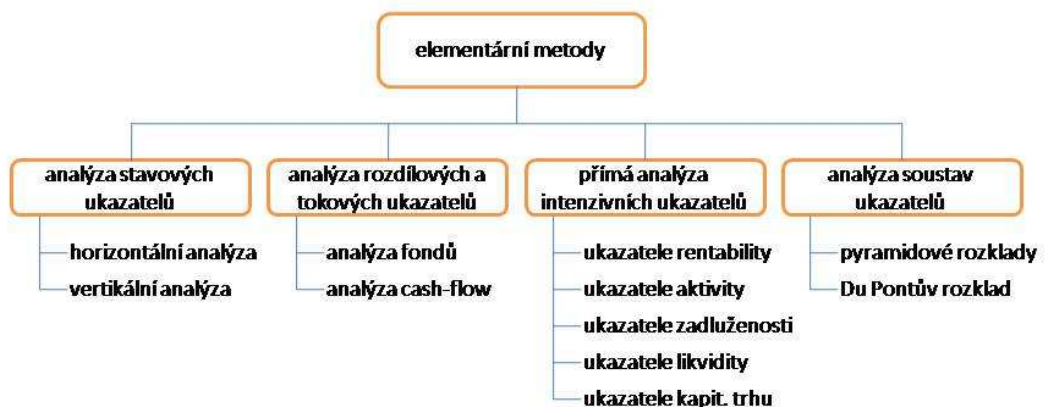 elementární metody
analýza stavových
ukazatelů
horizontální analýza
vertikální analýza
analýza rozdílových a
tokových ukazatelů
analýza fondů
analýza cash-flow
přímá analýza
intenzivních ukazatelů
ukazatele rentability
ukazatele aktivity
ukazatele zadluženosti
ukazatele likvidity
ukazatele kapit. trhu
analýza soustav
ukazatelů
pyramidové rozklady
Du Pontův rozklad